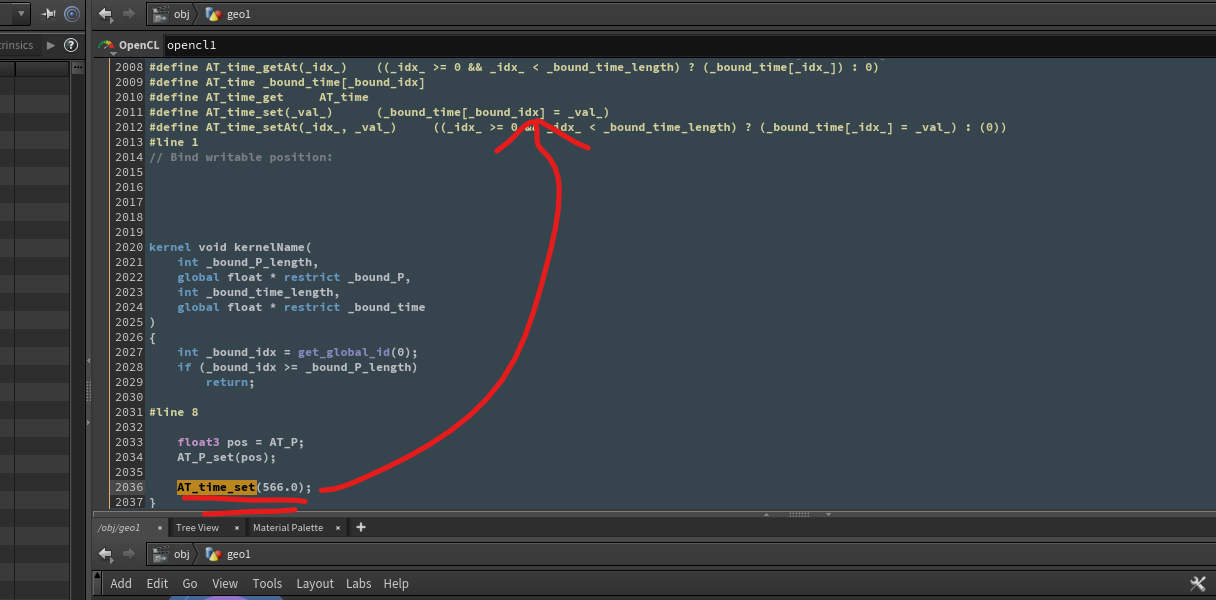 obj geo1
trinsics
OpenCL opencl1
2008 #define AT_time_getAt(_idx_) ((_idx_ >= 0 && _idx_ < _bound_time_length) ? (_bound_time[_idx_]) : 0)
2009 #define AT_time _bound_time[_bound_idx]
2010 #define AT_time_get AT_time
2011 #define AT_time_set(_val_) (_bound_time[_bound_idx] = _val_)
2012 #define AT_time_setAt(_idx_, _val_) ((_idx_ >= 0 && _idx_ < _bound_time_length) ? (_bound_time[_idx_] = _val_) : (0))
2013 #line 1
2014 // Bind writable position:
2015
2016
2017
2018
2019
2020 kernel void kernelName(
2021 int _bound_P_length,
2022 global float * restrict _bound_P,
2023 int _bound_time_length,
2024 global float * restrict _bound_time
2025 )
2026 {
2027 int _bound_idx = get_global_id(0);
2028 if (_bound_idx >= _bound_P_length)
2029 return;
2030
2031 #line 8
2032
2033 float3 pos = AT_P;
2034 AT_P_set(pos);
2035
2036 AT_time_set(566.0);
2037 }
/obj/geo1 × Tree View × Material Palette × +
obj geo1
Add Edit Go View Tools Layout Labs Help